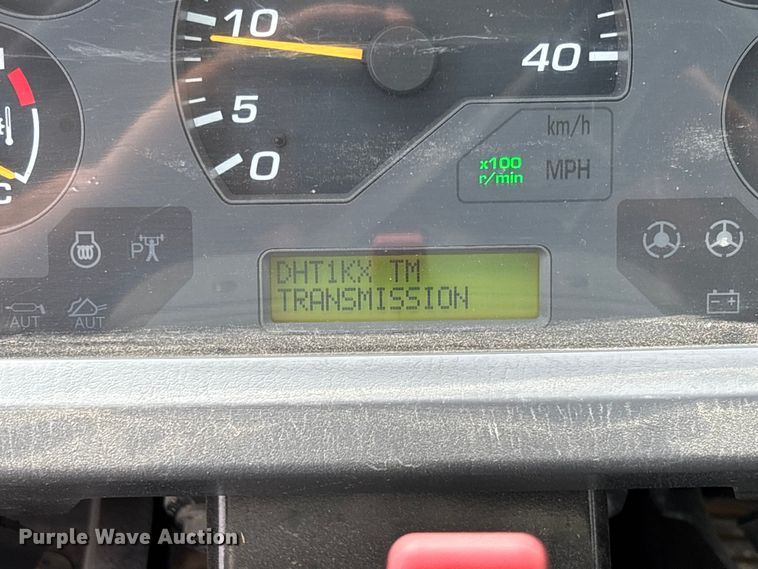 10
40
5
0
km/h
x100
r/min
MPH
C
P
AUT
AUT
DHT1KX TM
TRANSMISSION
Purple Wave Auction